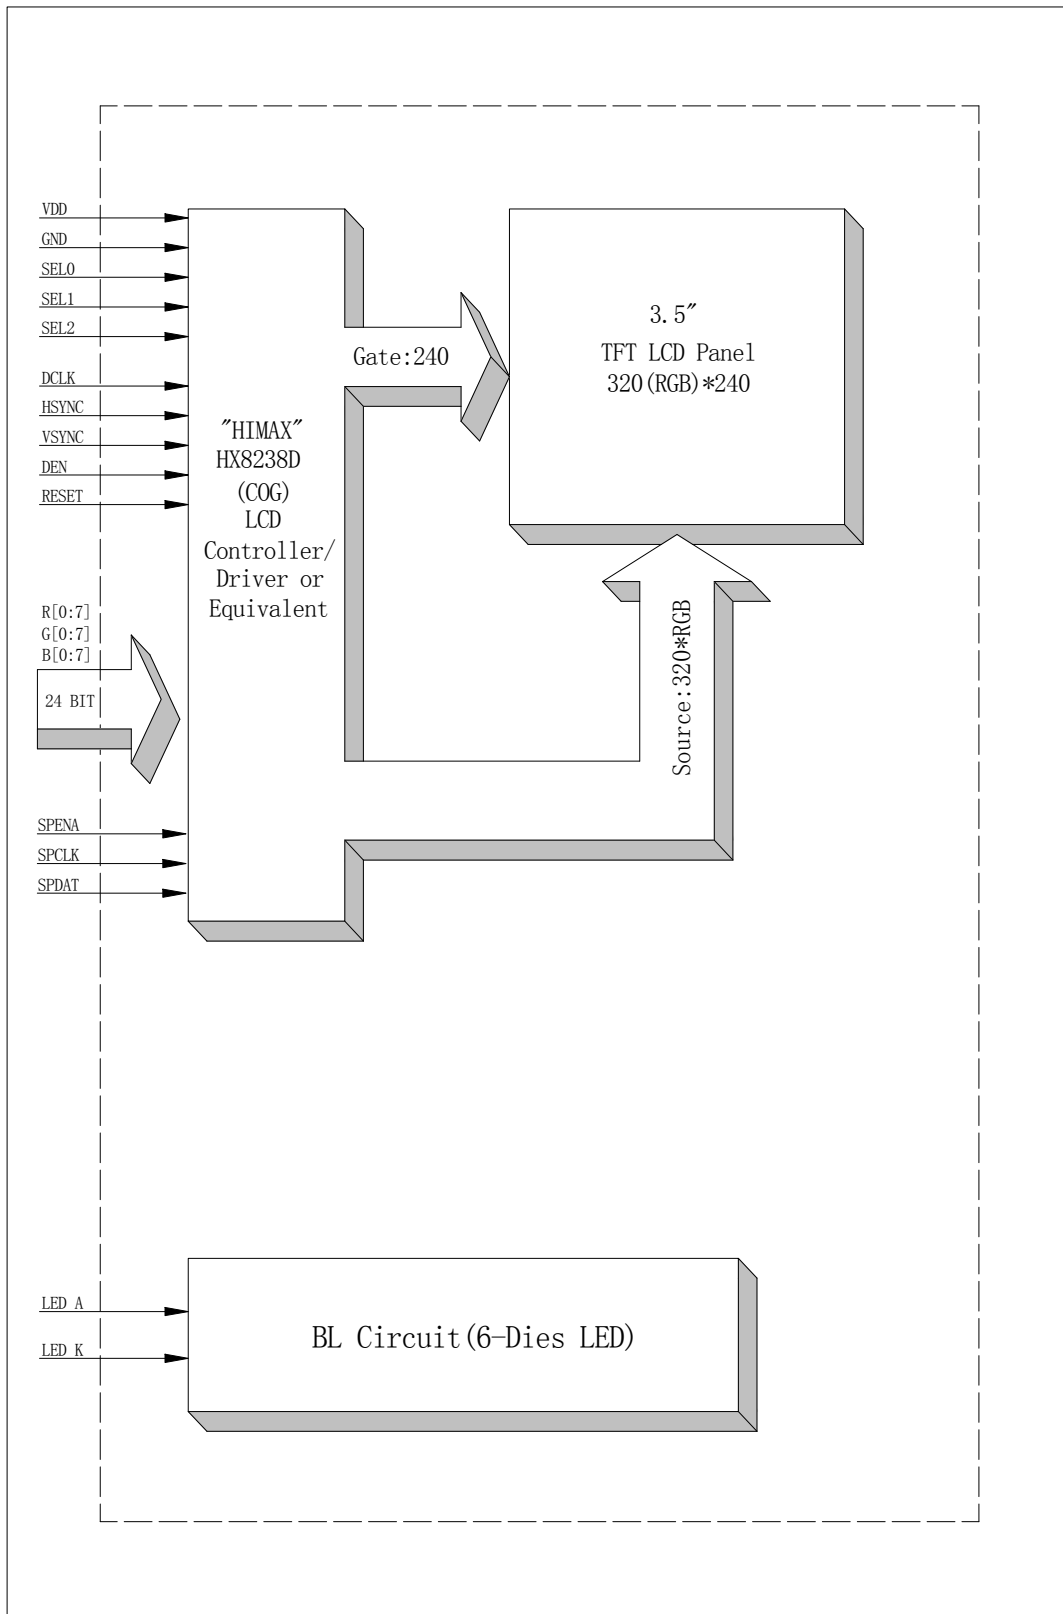 VDD
GND
SEL0
SEL1
SEL2
DCLK
HSYNC
VSYNC
DEN
RESET
R[0:7]
G[0:7]
B[0:7]
24 BIT
SPENA
SPCLK
SPDAT
"HIMAX"
HX8238D
(COG)
LCD
Controller/
Driver or
Equivalent
Gate:240
3.5"
TFT LCD Panel
320(RGB)*240
Source:320*RGB
LED A
LED K
BL Circuit(6-Dies LED)